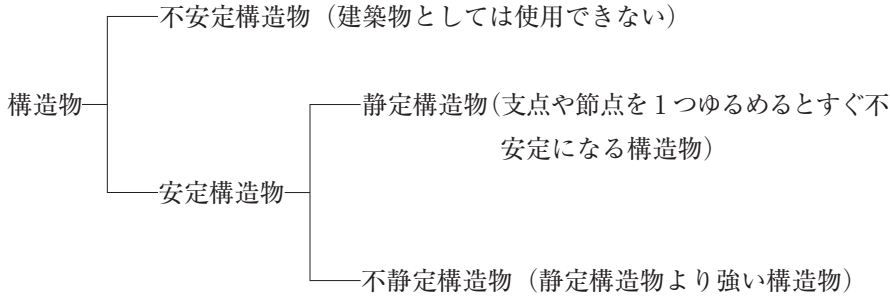 不安定構造物（建築物としては使用できない）
構造物
静定構造物（支点や節点を１つゆるめるとすぐ不
安定になる構造物）
安定構造物
不静定構造物（静定構造物より強い構造物）